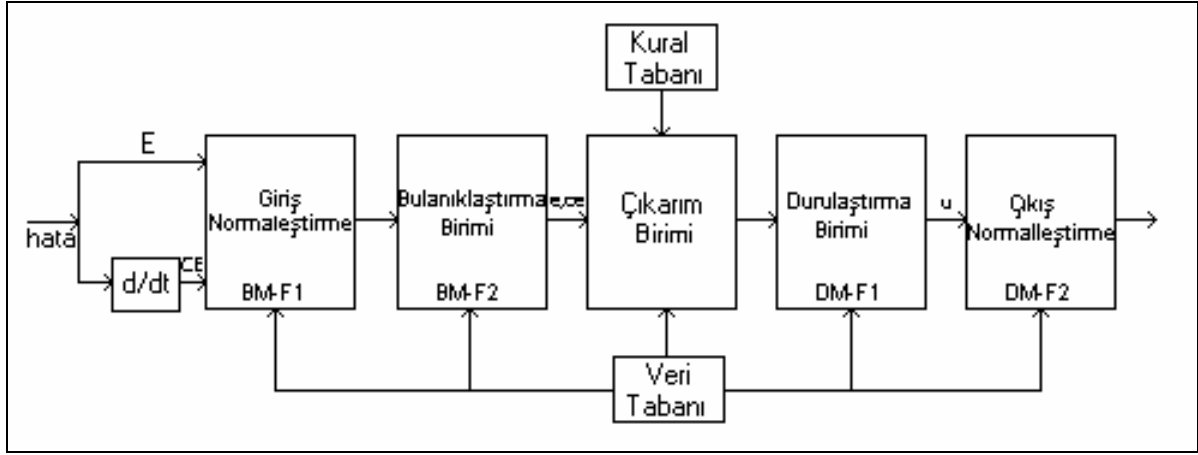 Kural
Tabanı
E
hata
d/dt
CE
Giriş
Normaleştirme
BM-F1
Bulanıklaştırma
Birimi
BM-F2
e,ce
Çıkarım
Birimi
Durulaştırma
Birimi
DM-F1
u
Çıkış
Normalleştirme
DM-F2
Veri
Tabanı